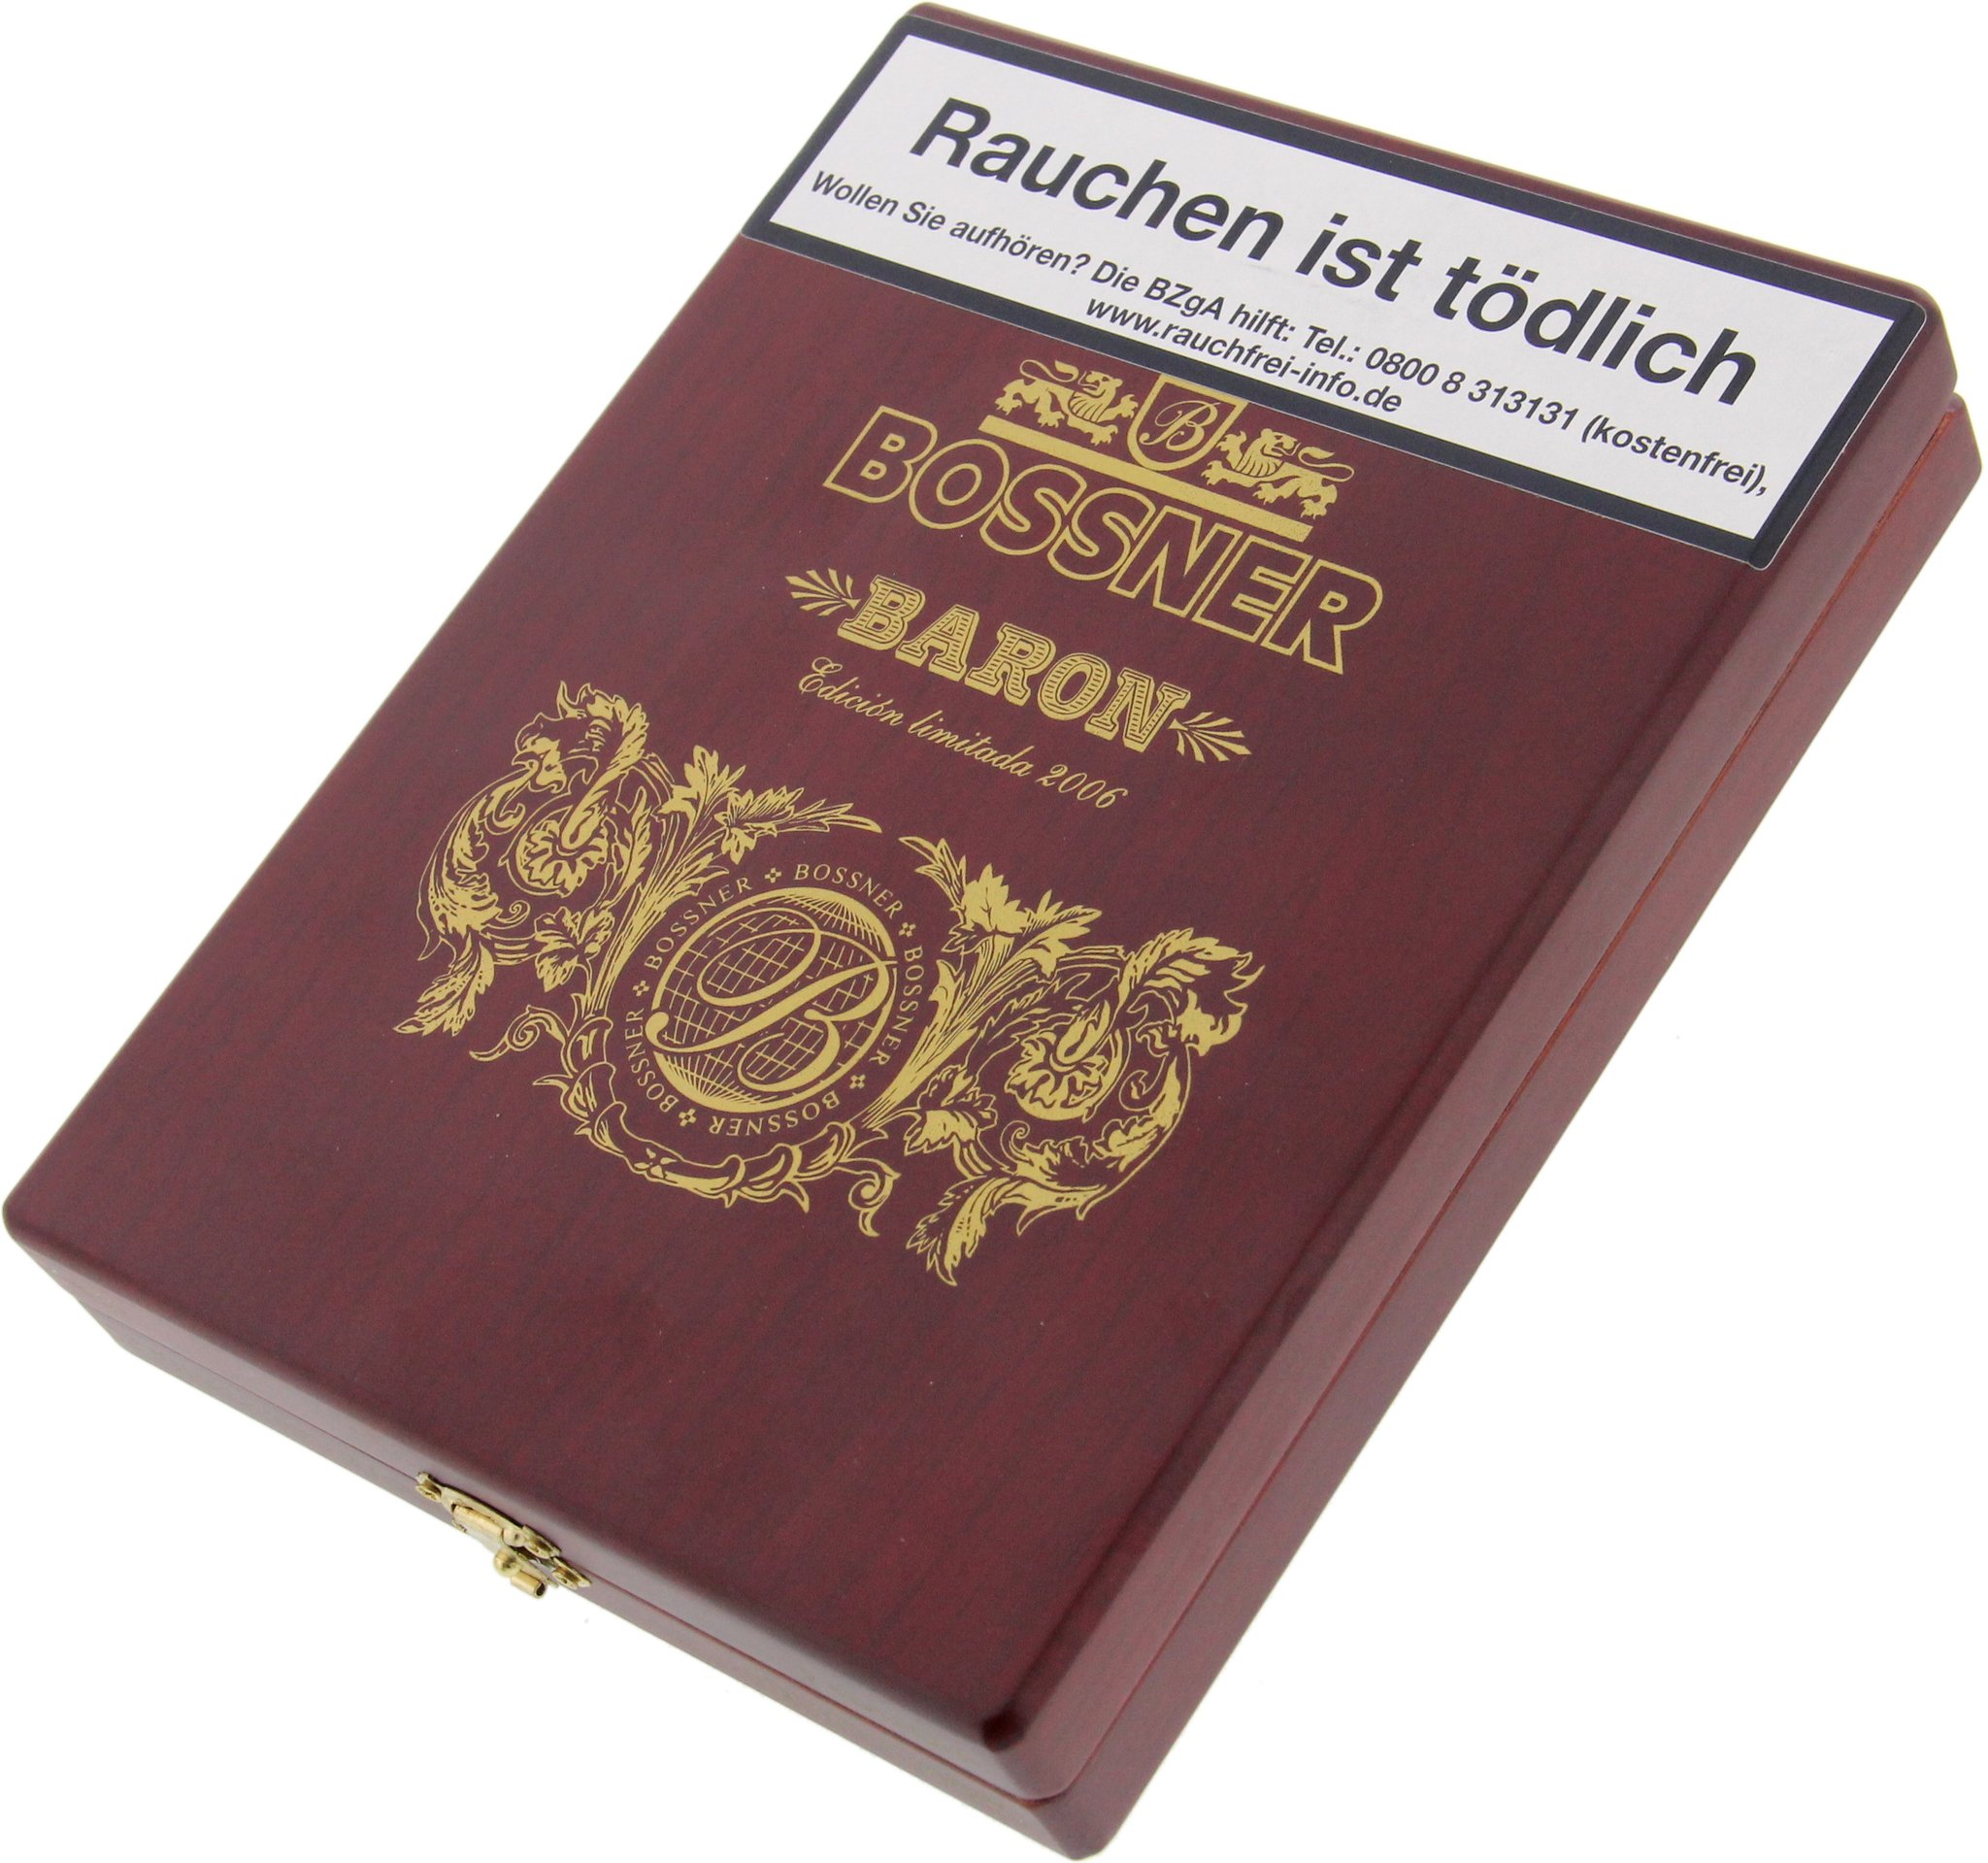 Rauchen ist tödlich
Wollen Sie aufhören? Die BZgA hilft: Tel.: 0800 8 313131 (kostenfrei),
www.rauchfrei-info.de
B
BOSSNER
BARON
Edición limitada 2006
BOSSNER BOSSNER BOSSNER BOSSNER BOSSNER
B